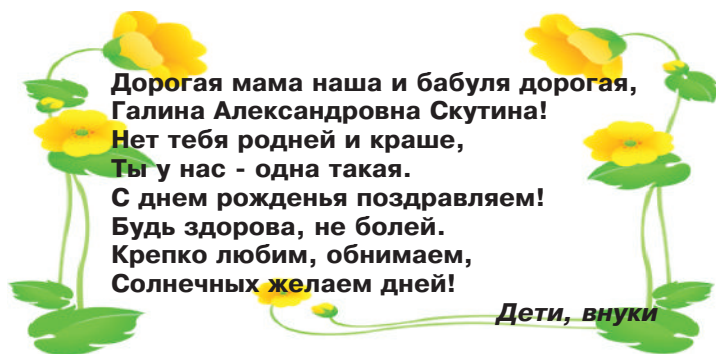 Дорогая мама наша и бабуля дорогая,
Галина Александровна Скутина!
Нет тебя родней и краше,
Ты у нас - одна такая.
С днем рожденья поздравляем!
Будь здорова, не болей.
Крепко любим, обнимаем,
Солнечных желаем дней!
Дети, внуки